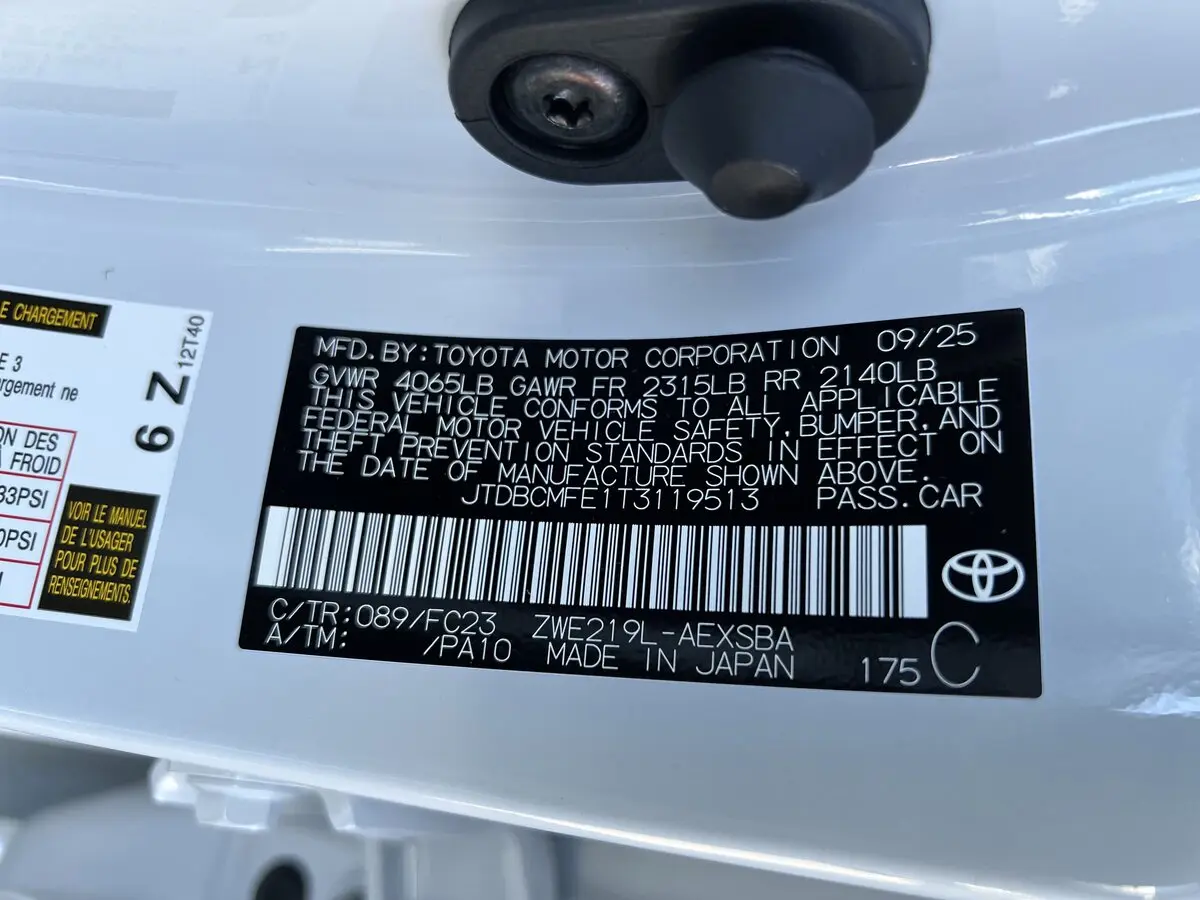 E CHARGEMENT
E 3
rgement ne
ON DES
À FROID
33PSI
0PSI
VOIR LE MANUEL
DE L'USAGER
POUR PLUS DE
RENSEIGNEMENTS.
6 Z 12T40
MFD.BY:TOYOTA MOTOR CORPORATION 09/25
GVWR 4065LB GAWR FR 2315LB RR 2140LB
THIS VEHICLE CONFORMS TO ALL APPLICABLE
FEDERAL MOTOR VEHICLE SAFETY,BUMPER,AND
THEFT PREVENTION STANDARDS IN EFFECT ON
THE DATE OF MANUFACTURE SHOWN ABOVE.
JTDBCMFE1T3119513 PASS.CAR
C/TR:089/FC23 ZWE219L-AEXSBA
A/TM: /PA10 MADE IN JAPAN 175 C